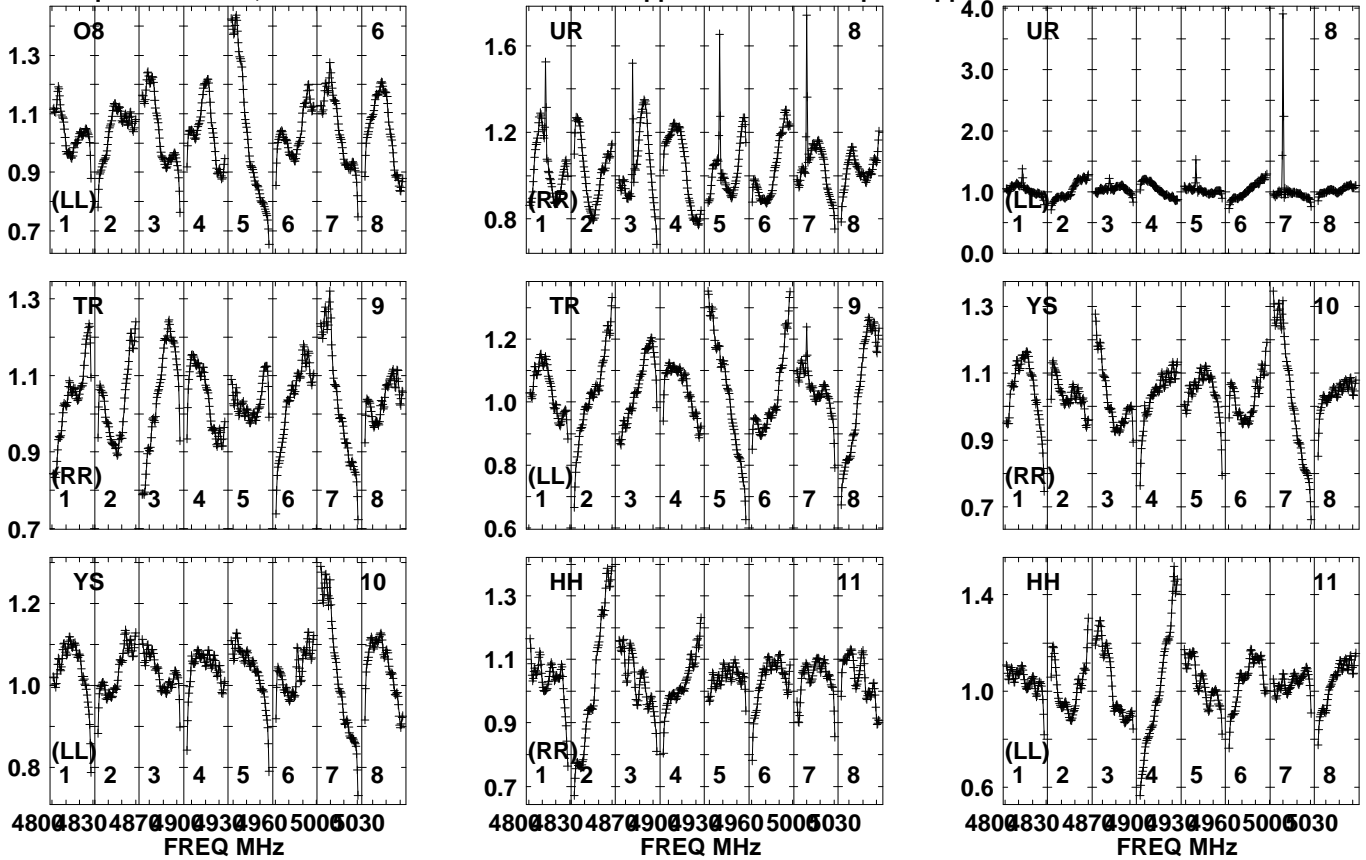 O8 6
1.3
1.1
0.9
0.7
(LL)
1 2 3 4 5 6 7 8
UR 8
1.6
1.2
0.8
(RR)
1 2 3 4 5 6 7 8
UR 8
4.0
3.0
2.0
1.0
0.0
(LL)
1 2 3 4 5 6 7 8
TR 9
1.3
1.1
0.9
0.7
(RR)
1 2 3 4 5 6 7 8
TR 9
1.2
1.0
0.8
0.6
(LL)
1 2 3 4 5 6 7 8
YS 10
1.3
1.1
0.9
0.7
(RR)
1 2 3 4 5 6 7 8
YS 10
1.2
1.0
0.8
(LL)
1 2 3 4 5 6 7 8
HH 11
1.3
1.1
0.9
0.7
(RR)
1 2 3 4 5 6 7 8
HH 11
1.4
1.0
0.6
(LL)
1 2 3 4 5 6 7 8
4800 4830 4870 4900 4930 4960 5000 5030
FREQ MHz
4800 4830 4870 4900 4930 4960 5000 5030
FREQ MHz
4800 4830 4870 4900 4930 4960 5000 5030
FREQ MHz